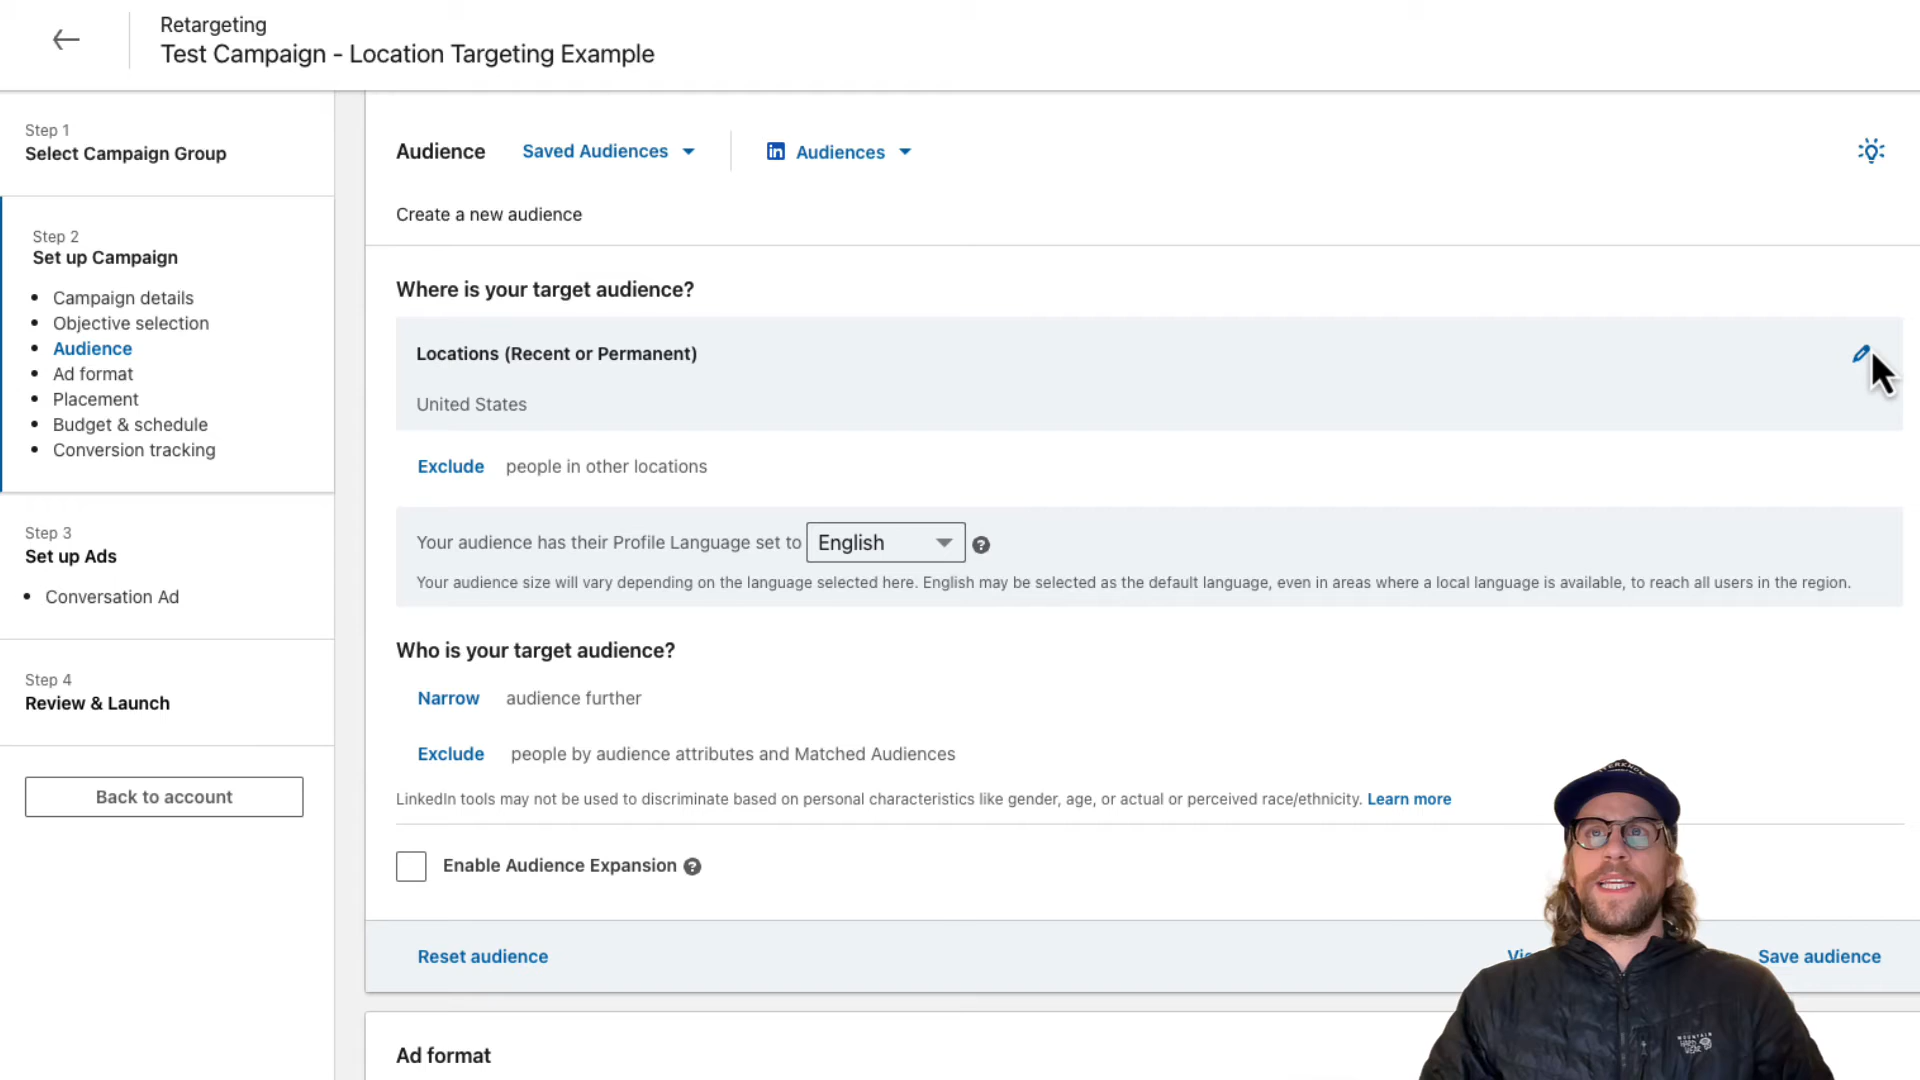 Retargeting
Test Campaign - Location Targeting Example
Step 1
Select Campaign Group
Step 2
Set up Campaign
Campaign details
Objective selection
Audience
Ad format
Placement
Budget & schedule
Conversion tracking
Step 3
Set up Ads
Conversation Ad
Step 4
Review & Launch
Back to account
Audience Saved Audiences in Audiences
Create a new audience
Where is your target audience?
Locations (Recent or Permanent)
United States
Exclude people in other locations
Your audience has their Profile Language set to English ?
Your audience size will vary depending on the language selected here. English may be selected as the default language, even in areas where a local language is available, to reach all users in the region.
Who is your target audience?
Narrow audience further
Exclude people by audience attributes and Matched Audiences
LinkedIn tools may not be used to discriminate based on personal characteristics like gender, age, or actual or perceived race/ethnicity. Learn more
Enable Audience Expansion ?
Reset audience Save audience
Ad format
MOUNTAIN
HARD
WEAR